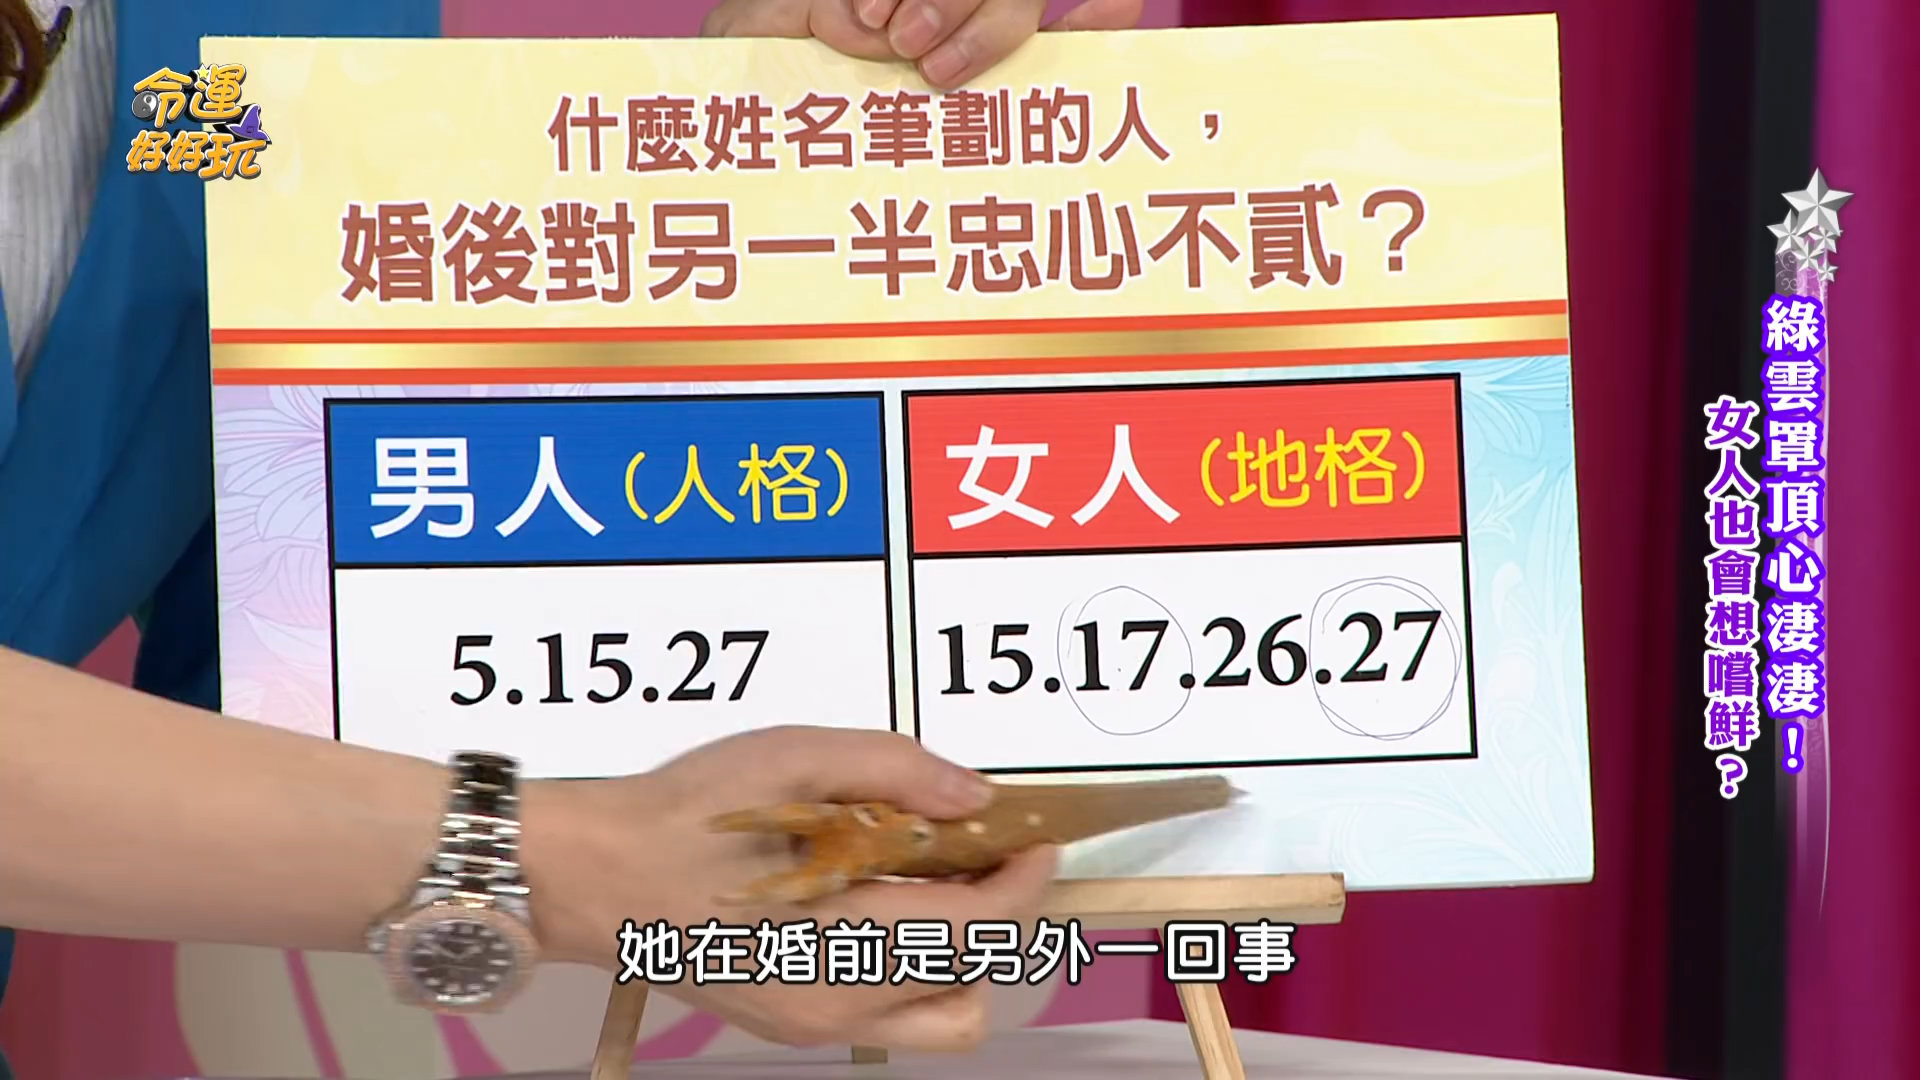 命運
好好玩
什麼姓名筆劃的人，
婚後對另一半忠心不貳？
男人(人格)
女人(地格)
5.15.27
15.17.26.27
綠雲罩頂心淒淒！
女人也會想嚐鮮？
她在婚前是另外一回事